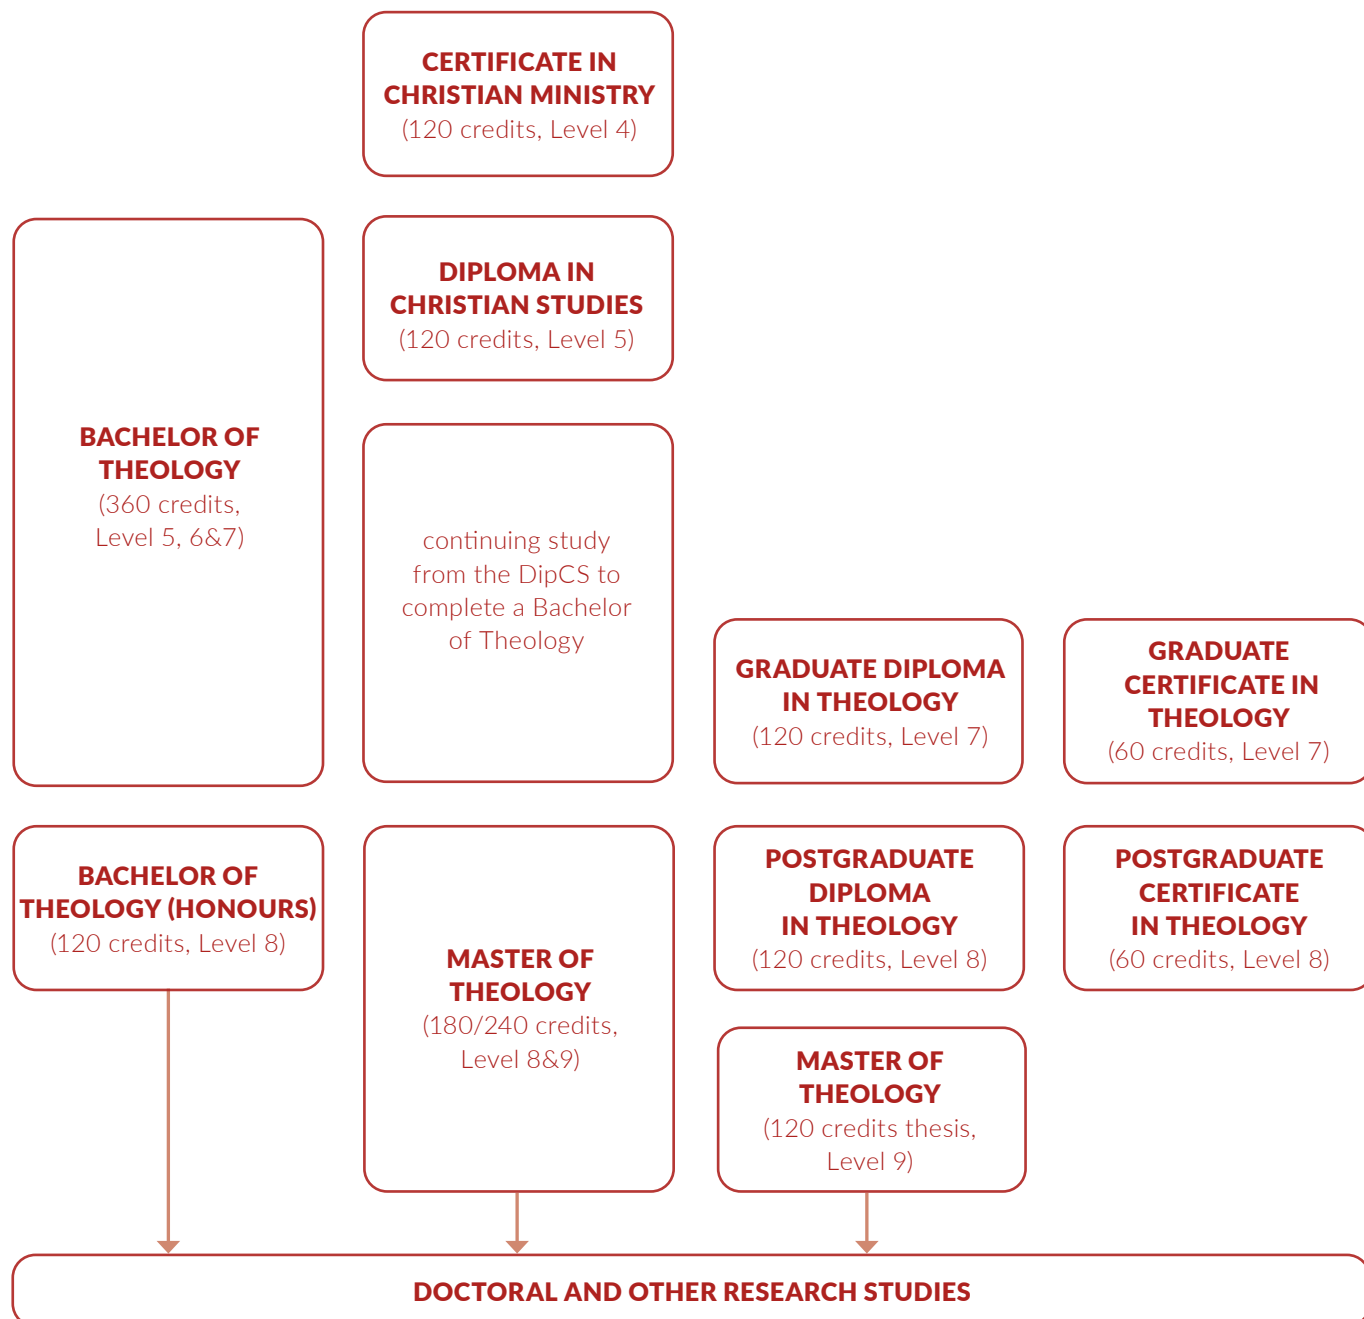 CERTIFICATE IN
CHRISTIAN MINISTRY
(120 credits, Level 4)
DIPLOMA IN
CHRISTIAN STUDIES
(120 credits, Level 5)
BACHELOR OF
THEOLOGY
(360 credits,
Level 5, 6&7)
continuing study
from the DipCS to
complete a Bachelor
of Theology
GRADUATE DIPLOMA
IN THEOLOGY
(120 credits, Level 7)
GRADUATE
CERTIFICATE IN
THEOLOGY
(60 credits, Level 7)
BACHELOR OF
THEOLOGY (HONOURS)
(120 credits, Level 8)
MASTER OF
THEOLOGY
(180/240 credits,
Level 8&9)
POSTGRADUATE
DIPLOMA
IN THEOLOGY
(120 credits, Level 8)
POSTGRADUATE
CERTIFICATE
IN THEOLOGY
(60 credits, Level 8)
MASTER OF
THEOLOGY
(120 credits thesis,
Level 9)
DOCTORAL AND OTHER RESEARCH STUDIES